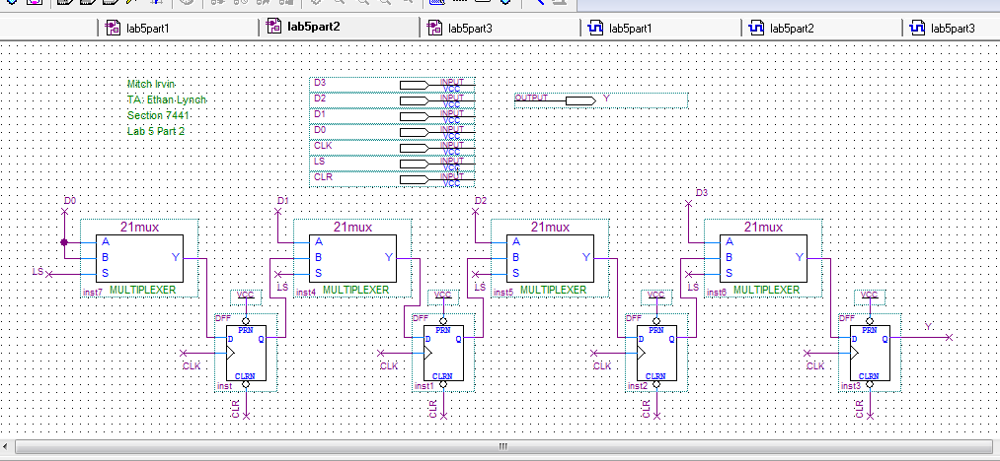 lab5part1 lab5part2 lab5part3 lab5part1 lab5part2 lab5part3
Mitch Irvin
TA: Ethan Lynch
Section 7441
Lab 5 Part 2
D3 INPUT VCC
D2 INPUT VCC
D1 INPUT VCC
D0 INPUT VCC
CLK INPUT VCC
LS INPUT VCC
CLR INPUT VCC
OUTPUT Y
D0 D1 D2 D3
21mux 21mux 21mux 21mux
A A A A
B Y B Y B Y B Y
LS S S S S
LS LS LS
inst7 MULTIPLEXER inst4 MULTIPLEXER inst5 MULTIPLEXER inst6 MULTIPLEXER
VCC VCC VCC VCC
DFF DFF DFF DFF
PRN PRN PRN PRN
D Q D Q D Q D Q Y
CLK CLK CLK CLK
CLRN CLRN CLRN CLRN
inst inst1 inst2 inst3
CLR CLR CLR CLR